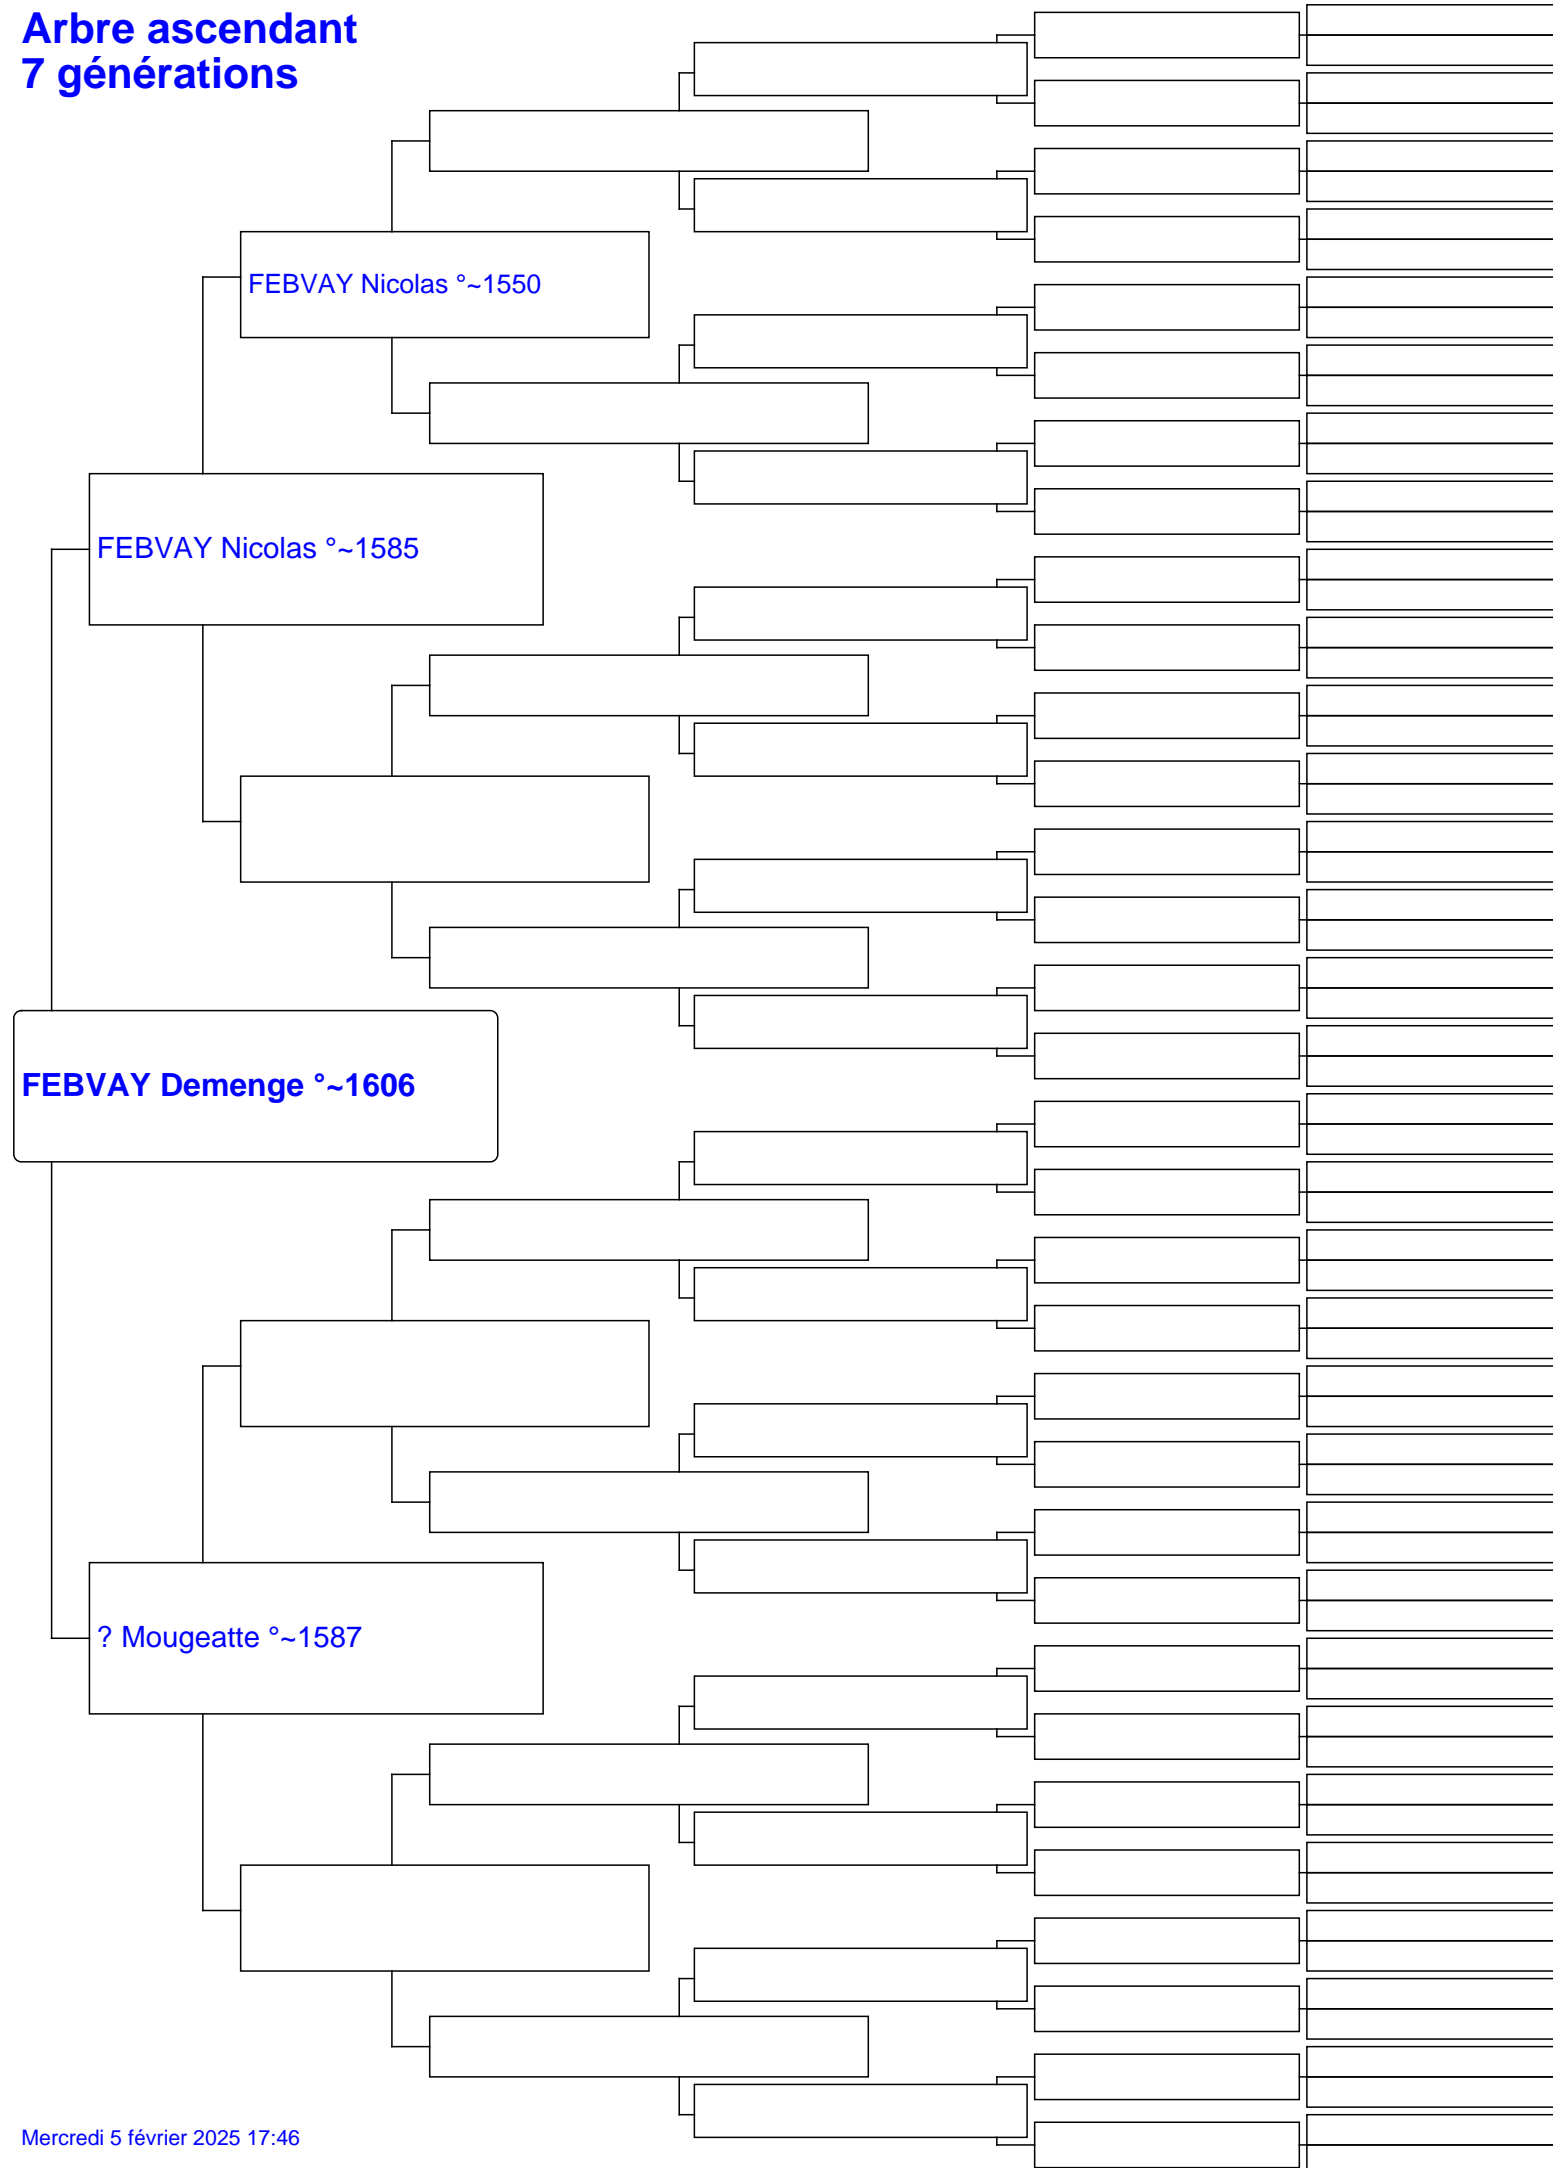 Arbre ascendant
7 générations
FEBVAY Nicolas °~1550
FEBVAY Nicolas °~1585
FEBVAY Demenge °~1606
? Mougeatte °~1587
Mercredi 5 février 2025 17:46